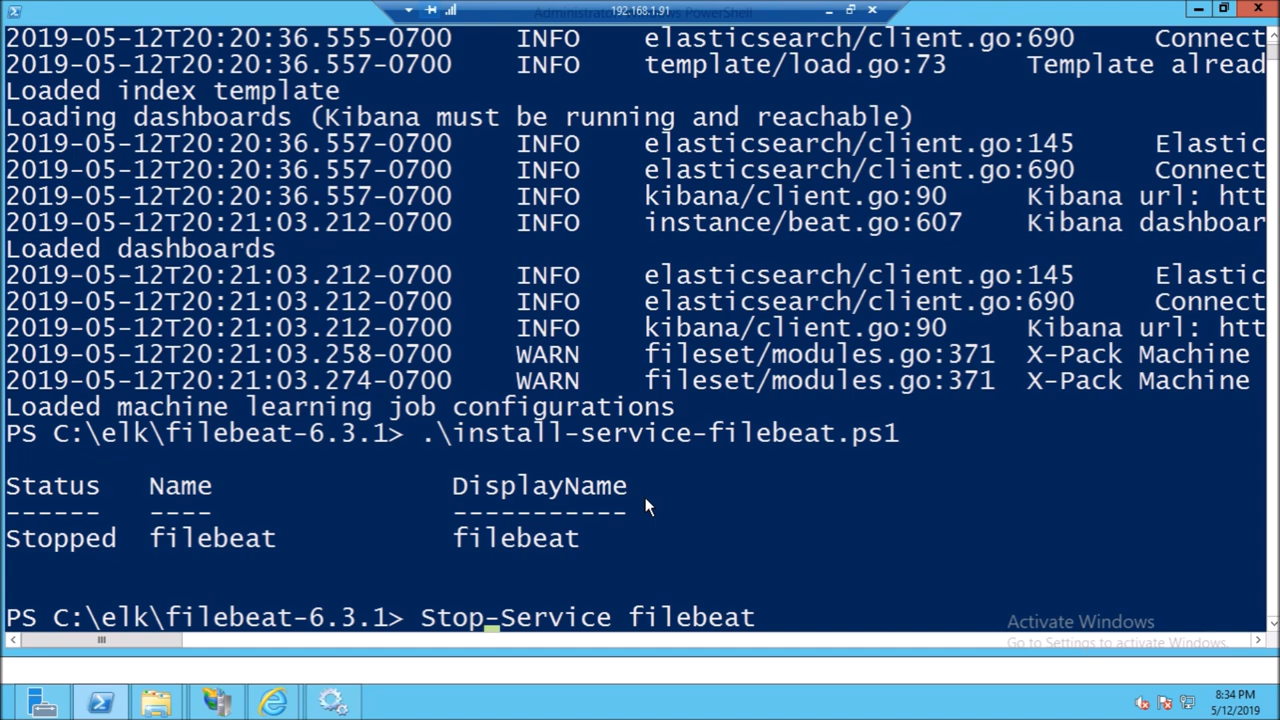 Administrator: Windows PowerShell
192.168.1.91
2019-05-12T20:20:36.555-0700 INFO elasticsearch/client.go:690 Connect
2019-05-12T20:20:36.557-0700 INFO template/load.go:73 Template alread
Loaded index template
Loading dashboards (Kibana must be running and reachable)
2019-05-12T20:20:36.557-0700 INFO elasticsearch/client.go:145 Elastic
2019-05-12T20:20:36.557-0700 INFO elasticsearch/client.go:690 Connect
2019-05-12T20:20:36.557-0700 INFO kibana/client.go:90 Kibana url: htt
2019-05-12T20:21:03.212-0700 INFO instance/beat.go:607 Kibana dashboar
Loaded dashboards
2019-05-12T20:21:03.212-0700 INFO elasticsearch/client.go:145 Elastic
2019-05-12T20:21:03.212-0700 INFO elasticsearch/client.go:690 Connect
2019-05-12T20:21:03.212-0700 INFO kibana/client.go:90 Kibana url: htt
2019-05-12T20:21:03.258-0700 WARN fileset/modules.go:371 X-Pack Machine
2019-05-12T20:21:03.274-0700 WARN fileset/modules.go:371 X-Pack Machine
Loaded machine learning job configurations
PS C:\elk\filebeat-6.3.1> .\install-service-filebeat.ps1
Status Name DisplayName
------ ---- -----------
Stopped filebeat filebeat
PS C:\elk\filebeat-6.3.1> Stop-Service filebeat
Activate Windows
Go to Settings to activate Windows.
8:34 PM
5/12/2019